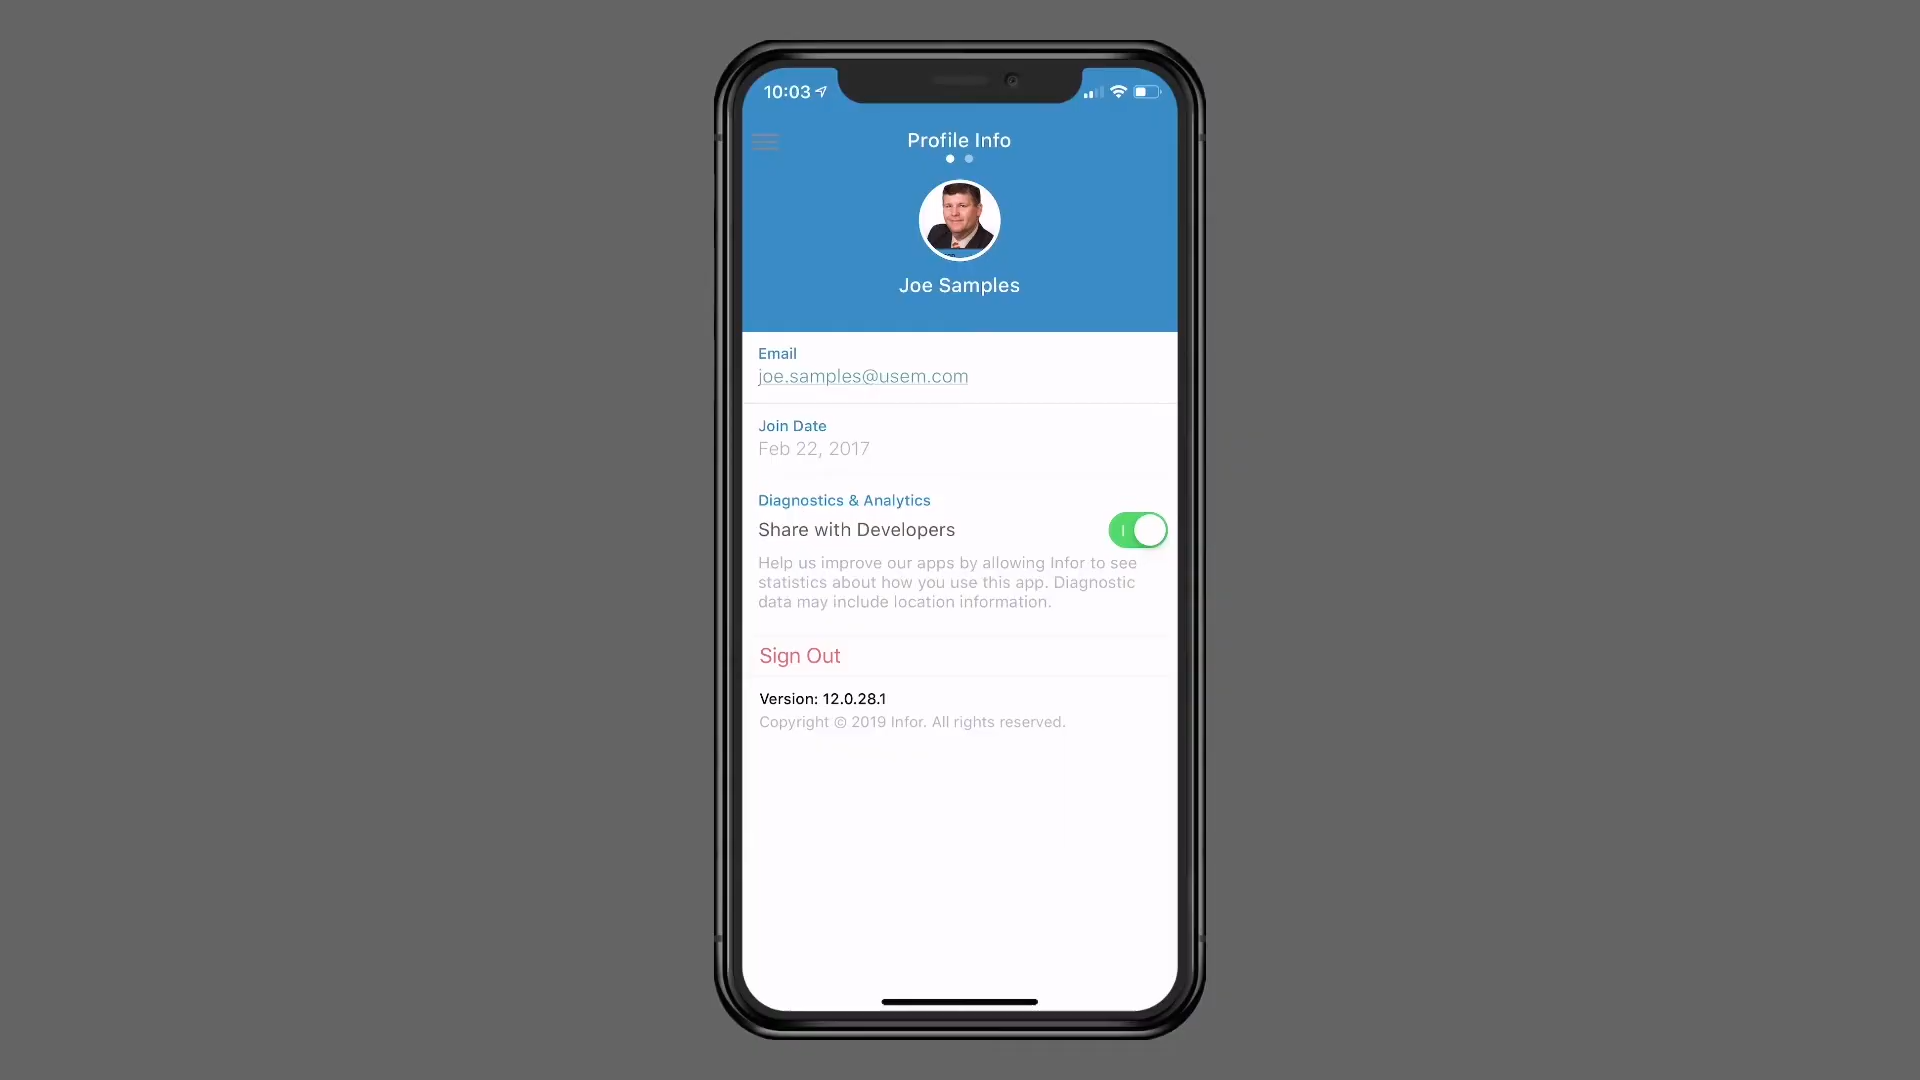 10:03
Profile Info
Joe Samples
Email
joe.samples@usem.com
Join Date
Feb 22, 2017
Diagnostics & Analytics
Share with Developers
Help us improve our apps by allowing Infor to see
statistics about how you use this app. Diagnostic
data may include location information.
Sign Out
Version: 12.0.28.1
Copyright © 2019 Infor. All rights reserved.